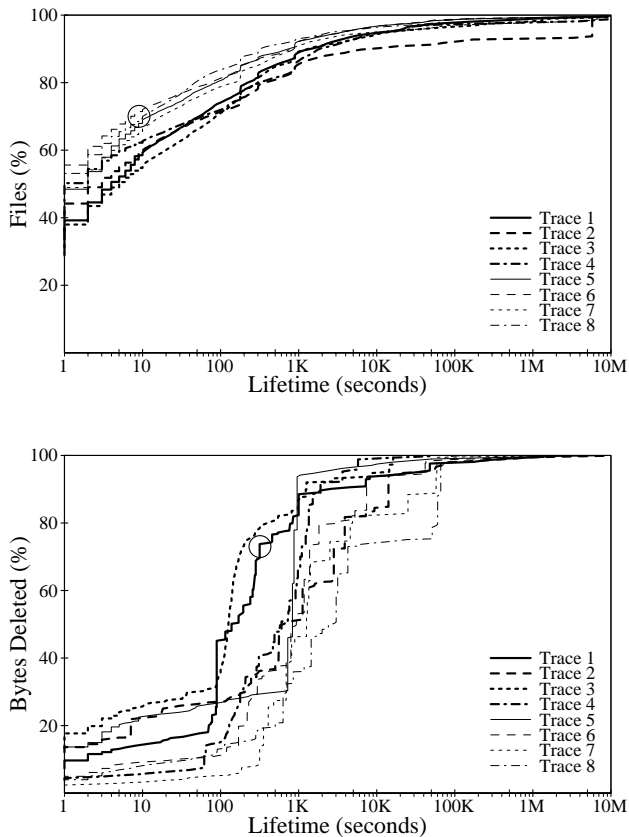 100
80
60
40
20
Files (%)
Trace 1
Trace 2
Trace 3
Trace 4
Trace 5
Trace 6
Trace 7
Trace 8
1 10 100 1K 10K 100K 1M 10M
Lifetime (seconds)
100
80
60
40
20
Bytes Deleted (%)
Trace 1
Trace 2
Trace 3
Trace 4
Trace 5
Trace 6
Trace 7
Trace 8
1 10 100 1K 10K 100K 1M 10M
Lifetime (seconds)